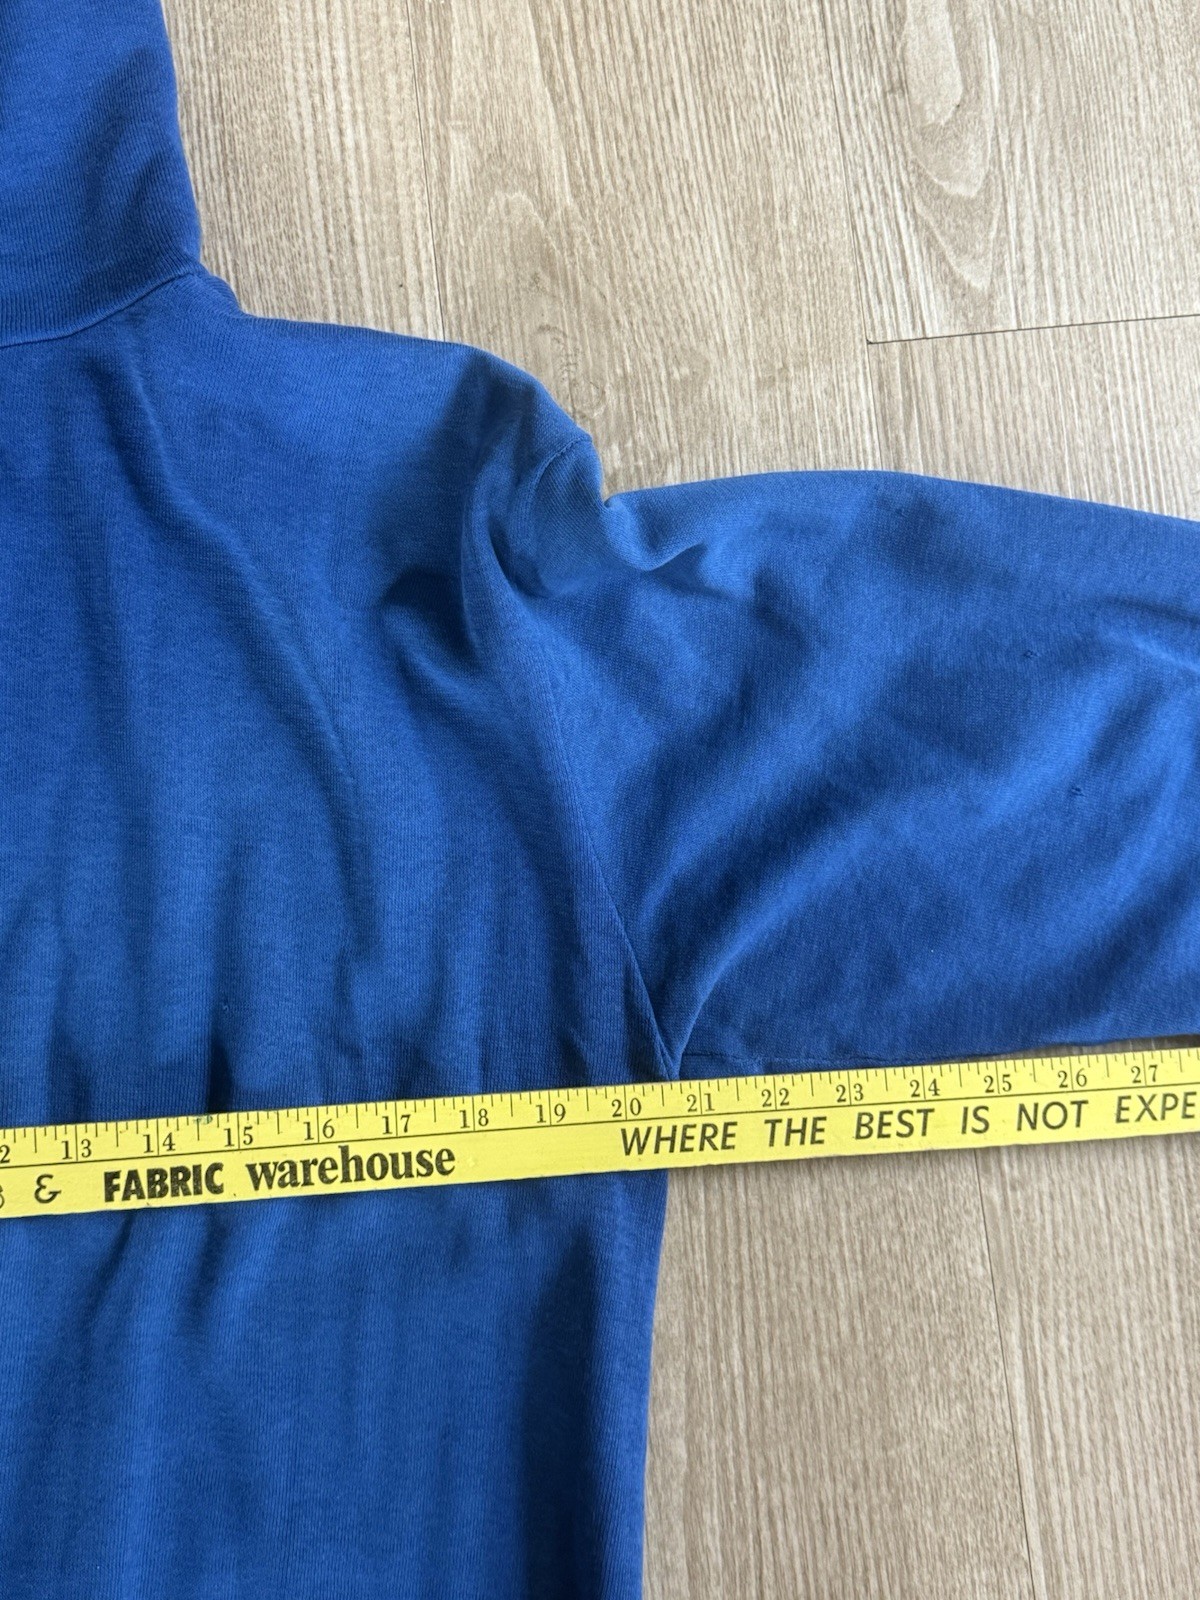 2 13 14 15 16 17 18 19 20 21 22 23 24 25 26 27
& FABRIC warehouse WHERE THE BEST IS NOT EXPE